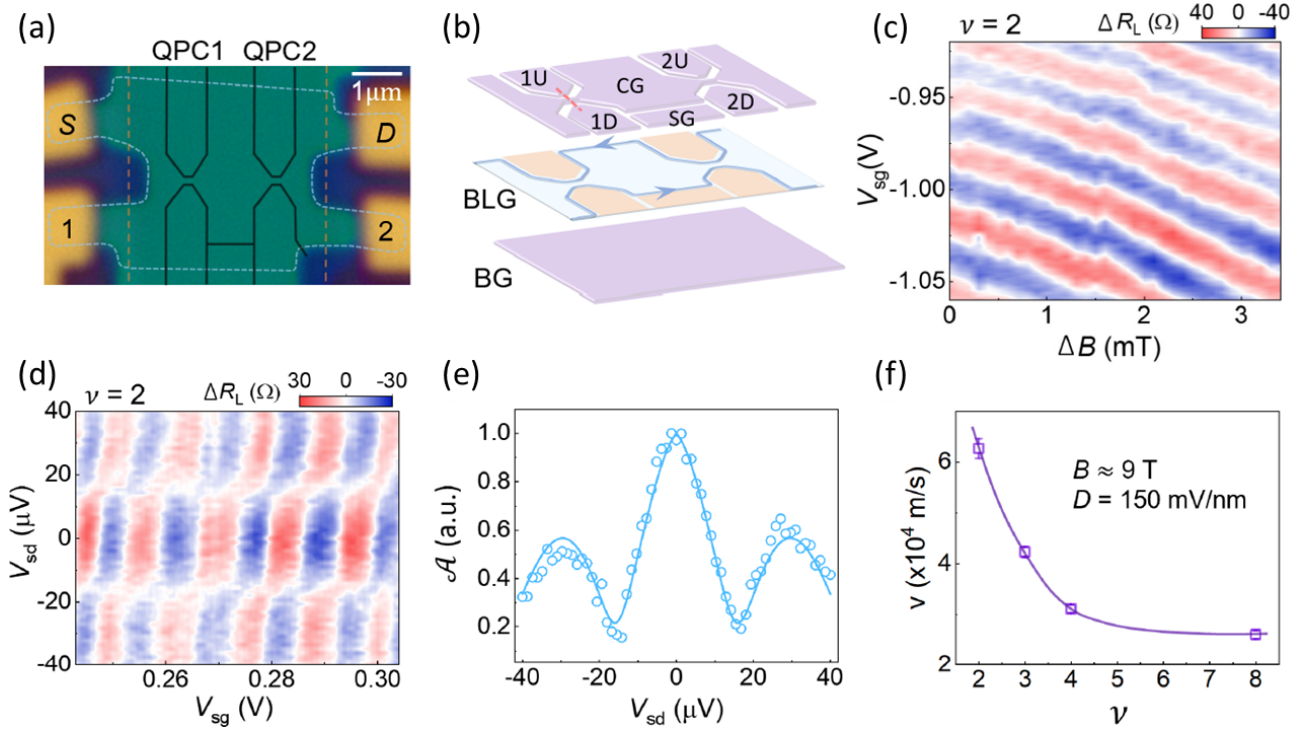 (a)
QPC1 QPC2
1μm
S
D
1
2
(b)
1U
2U
CG
1D
SG
2D
BLG
BG
(c)
ν = 2
ΔR_L (Ω)
40 0 -40
V_sg(V)
-0.95
-1.00
-1.05
0 1 2 3
ΔB (mT)
(d)
ν = 2
ΔR_L (Ω)
30 0 -30
V_sd (μV)
40
20
0
-20
-40
0.26 0.28 0.30
V_sg (V)
(e)
𝒜 (a.u.)
1.0
0.8
0.6
0.4
0.2
-40 -20 0 20 40
V_sd (μV)
(f)
v (x10⁴ m/s)
6
4
2
B ≈ 9 T
D = 150 mV/nm
2 3 4 5 6 7 8
ν